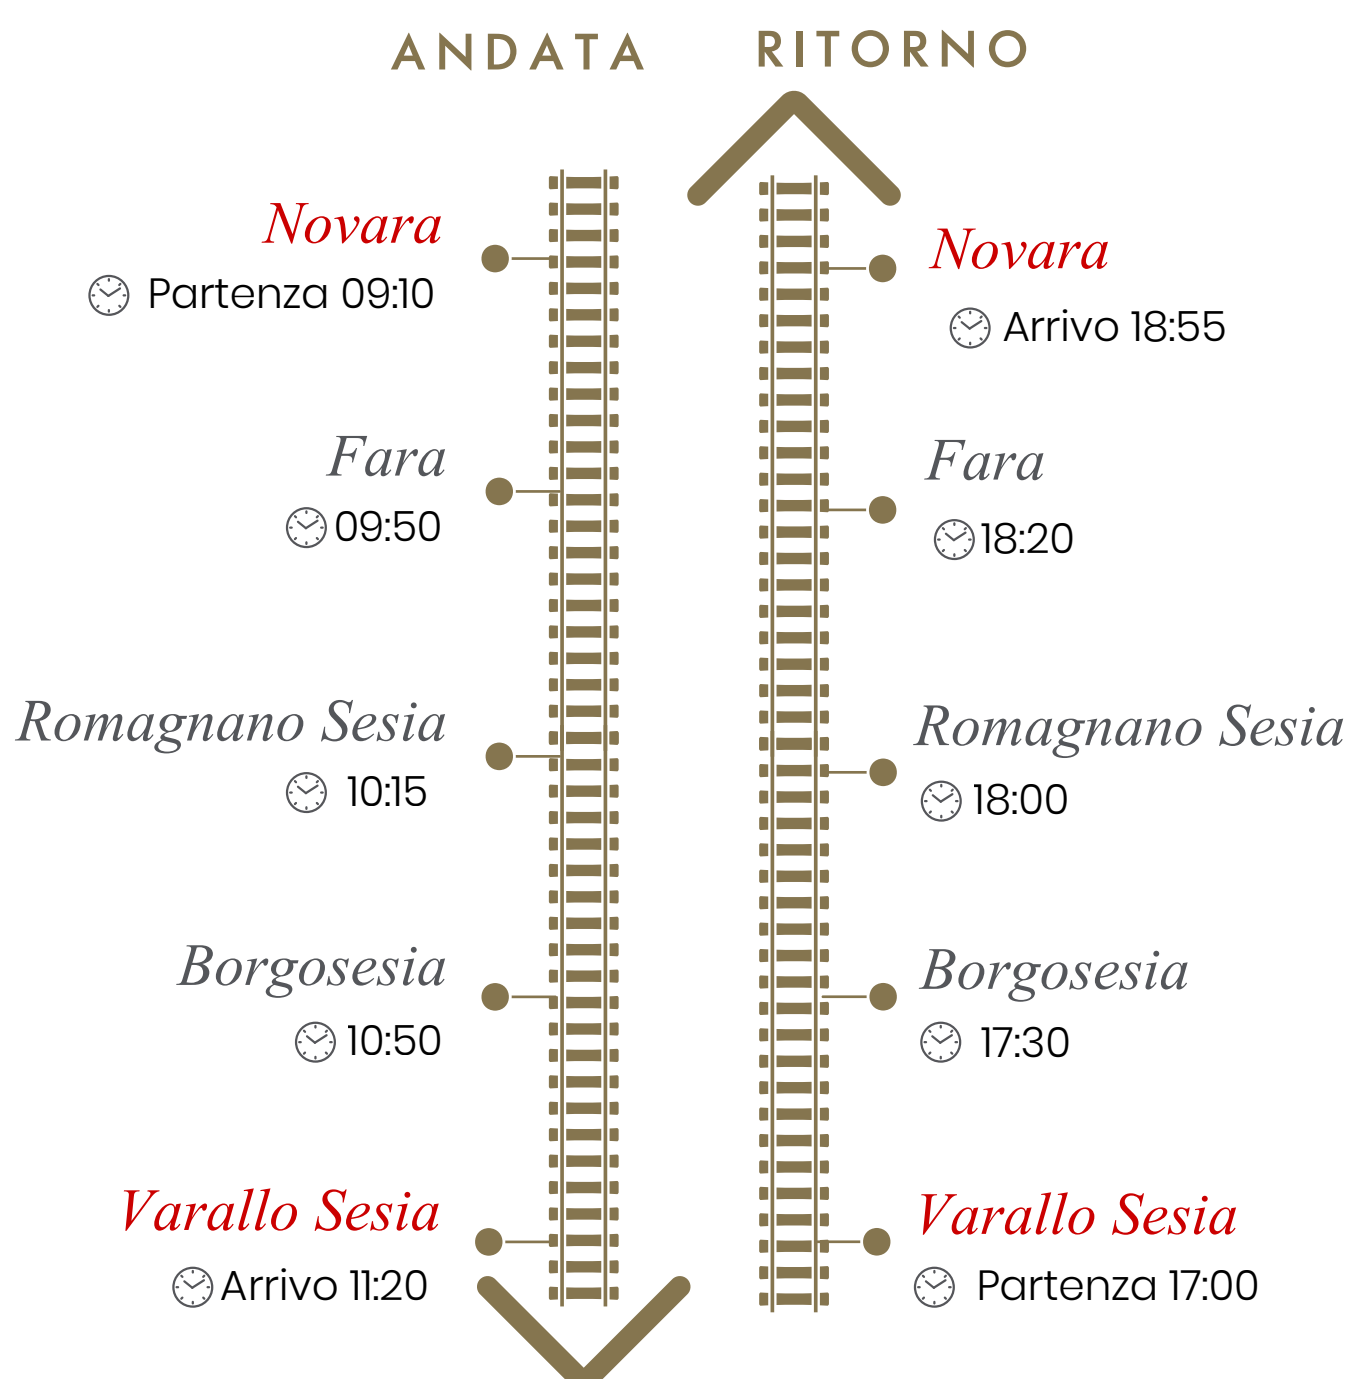 ANDATA
Novara
Partenza 09:10
Fara
09:50
Romagnano Sesia
10:15
Borgosesia
10:50
Varallo Sesia
Arrivo 11:20
RITORNO
Novara
Arrivo 18:55
Fara
18:20
Romagnano Sesia
18:00
Borgosesia
17:30
Varallo Sesia
Partenza 17:00